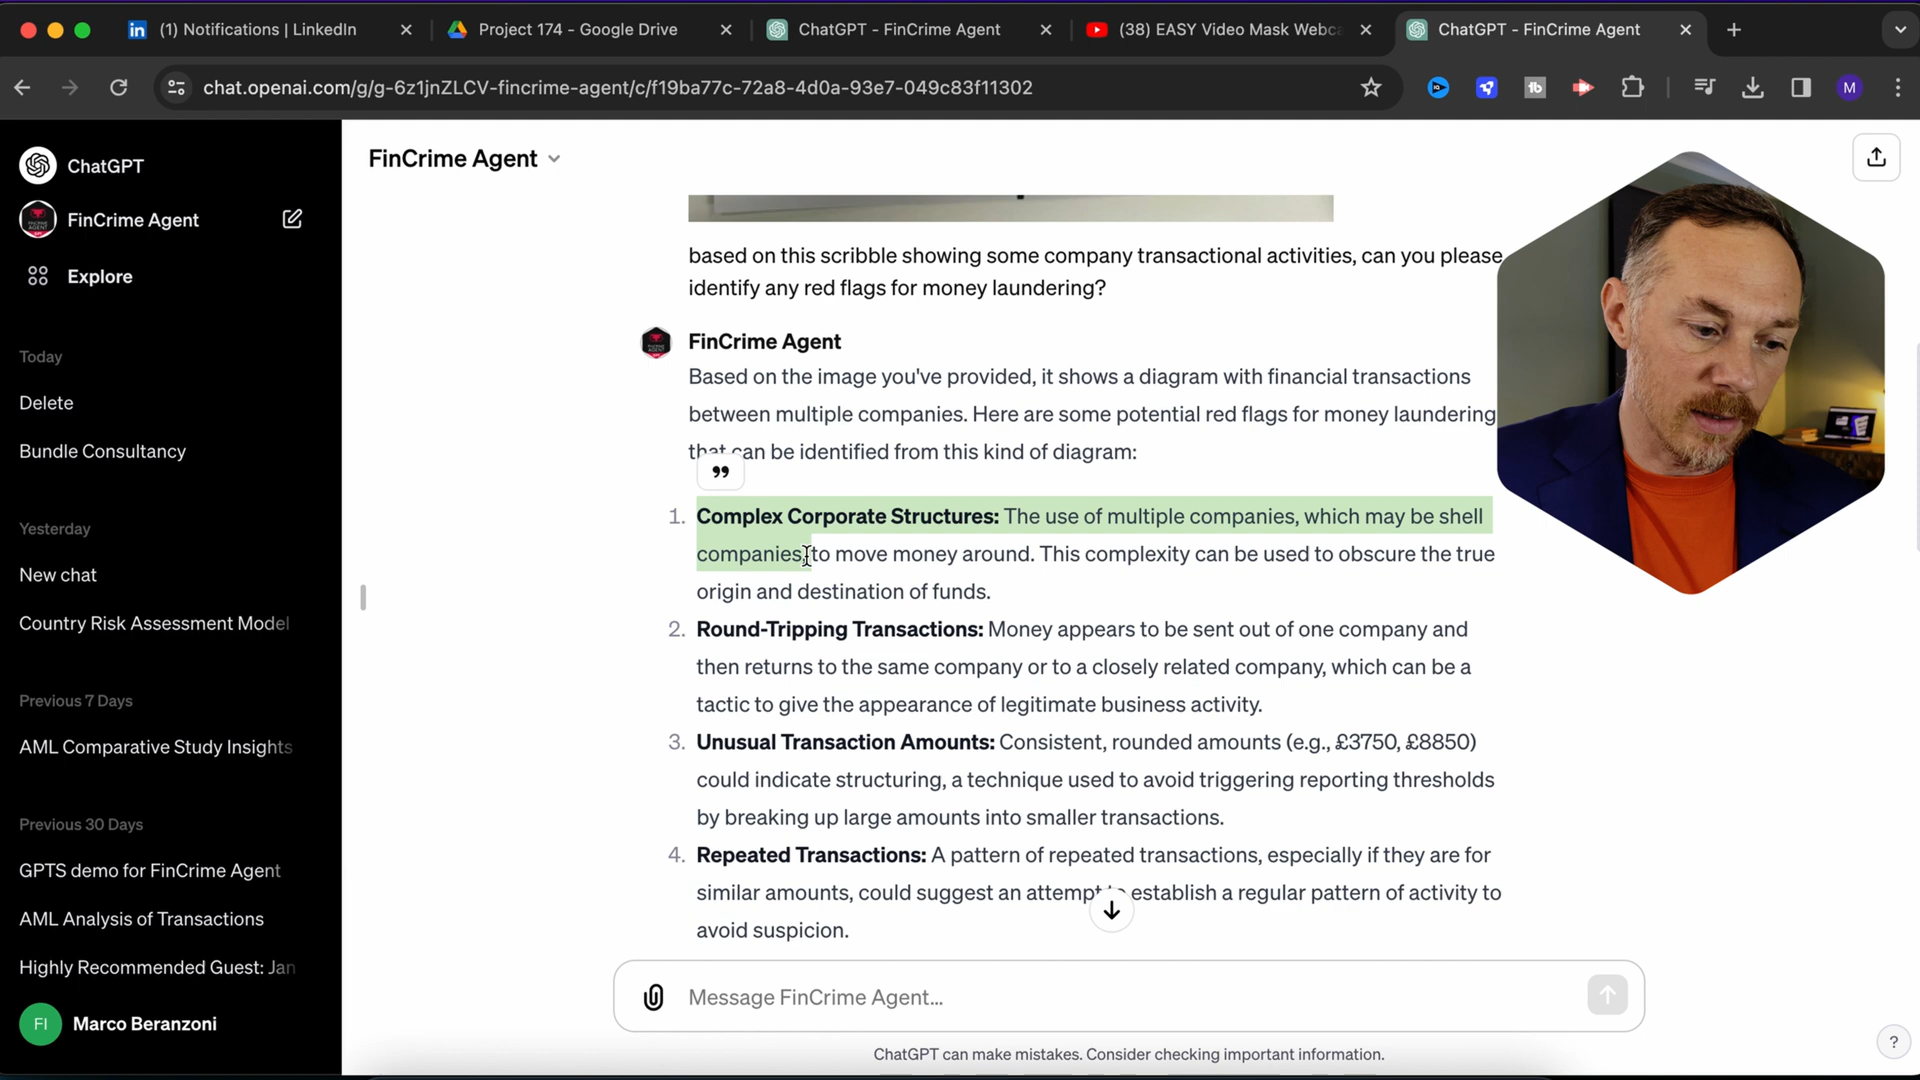 (1) Notifications | LinkedIn
Project 174 - Google Drive
ChatGPT - FinCrime Agent
(38) EASY Video Mask Webc
ChatGPT - FinCrime Agent
chat.openai.com/g/g-6z1jnZLCV-fincrime-agent/c/f19ba77c-72a8-4d0a-93e7-049c83f11302
tb
M
ChatGPT
FinCrime Agent
Explore
Today
Delete
Bundle Consultancy
Yesterday
New chat
Country Risk Assessment Model
Previous 7 Days
AML Comparative Study Insights
Previous 30 Days
GPTS demo for FinCrime Agent
AML Analysis of Transactions
Highly Recommended Guest: Jan
FI
Marco Beranzoni
FinCrime Agent
based on this scribble showing some company transactional activities, can you please
identify any red flags for money laundering?
FinCrime Agent
Based on the image you've provided, it shows a diagram with financial transactions
between multiple companies. Here are some potential red flags for money laundering
that can be identified from this kind of diagram:
1. Complex Corporate Structures: The use of multiple companies, which may be shell
companies, to move money around. This complexity can be used to obscure the true
origin and destination of funds.
2. Round-Tripping Transactions: Money appears to be sent out of one company and
then returns to the same company or to a closely related company, which can be a
tactic to give the appearance of legitimate business activity.
3. Unusual Transaction Amounts: Consistent, rounded amounts (e.g., £3750, £8850)
could indicate structuring, a technique used to avoid triggering reporting thresholds
by breaking up large amounts into smaller transactions.
4. Repeated Transactions: A pattern of repeated transactions, especially if they are for
similar amounts, could suggest an attempt to establish a regular pattern of activity to
avoid suspicion.
Message FinCrime Agent…
ChatGPT can make mistakes. Consider checking important information.
?